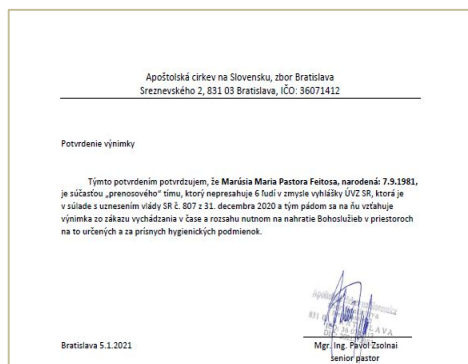 Apoštolská cirkev na Slovensku, zbor Bratislava
Sreznevského 2, 831 03 Bratislava, IČO: 36071412
Potvrdenie výnimky
Týmto potvrdením potvrdzujem, že Marúsia Maria Pastora Feitosa, narodená: 7.9.1981,
je súčasťou „prenosového“ tímu, ktorý nepresahuje 6 ľudí v zmysle vyhlášky ÚVZ SR, ktorá je
v súlade s uznesením vlády SR č. 807 z 31. decembra 2020 a tým pádom sa na ňu vzťahuje
výnimka zo zákazu vychádzania v čase a rozsahu nutnom na nahratie Bohoslužieb v priestoroch
na to určených a za prísnych hygienických podmienok.
Bratislava 5.1.2021
Mgr. Ing. Pavol Zsolnai
senior pastor